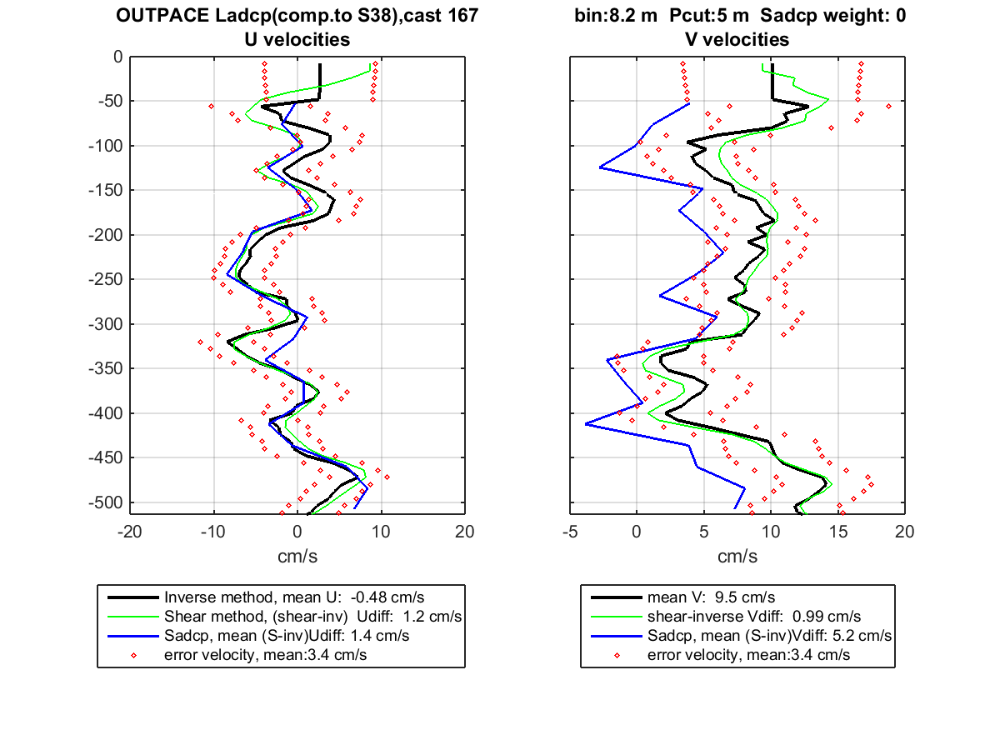 OUTPACE Ladcp(comp.to S38),cast 167
U velocities
0
-50
-100
-150
-200
-250
-300
-350
-400
-450
-500
-20
-10
0
10
20
cm/s
Inverse method, mean U:  -0.48 cm/s
Shear method, (shear-inv)  Udiff:  1.2 cm/s
Sadcp, mean (S-inv)Udiff: 1.4 cm/s
error velocity, mean:3.4 cm/s
bin:8.2 m  Pcut:5 m  Sadcp weight: 0
V velocities
-5
0
5
10
15
20
cm/s
mean V:  9.5 cm/s
shear-inverse Vdiff:  0.99 cm/s
Sadcp, mean (S-inv)Vdiff: 5.2 cm/s
error velocity, mean:3.4 cm/s